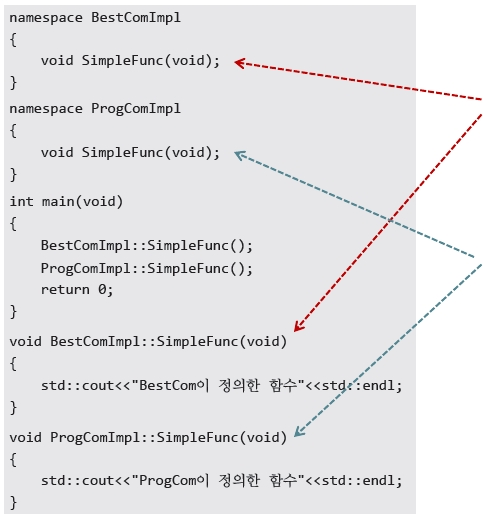 namespace BestComImpl
{
    void SimpleFunc(void);
}
namespace ProgComImpl
{
    void SimpleFunc(void);
}
int main(void)
{
    BestComImpl::SimpleFunc();
    ProgComImpl::SimpleFunc();
    return 0;
}
void BestComImpl::SimpleFunc(void)
{
    std::cout<<"BestCom이 정의한 함수"<<std::endl;
}
void ProgComImpl::SimpleFunc(void)
{
    std::cout<<"ProgCom이 정의한 함수"<<std::endl;
}